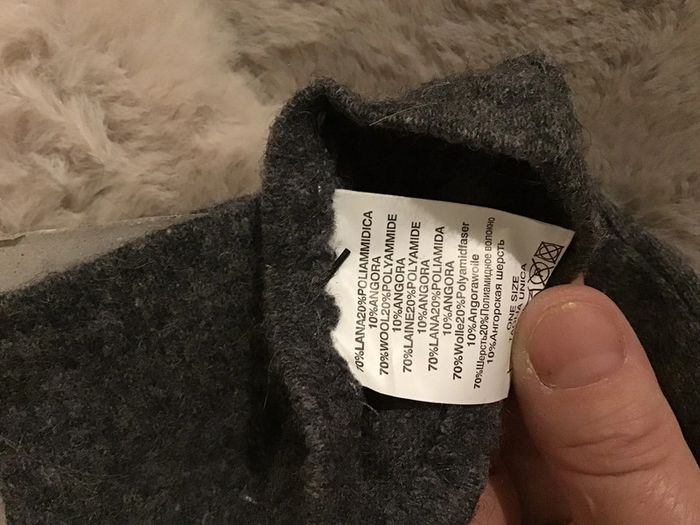 70%LANA20%POLIAMMIDICA
10%ANGORA
70%WOOL20%POLYAMMIDE
10%ANGORA
70%LAINE20%POLYAMIDE
10%ANGORA
70%LANA20%POLIAMIDA
10%ANGORA
70%Wolle20%Polyamidfaser
10%Angorawolle
70%Шерсть20%Полиамидное волокно
10%Ангорская шерсть
ONE SIZE
UNICA